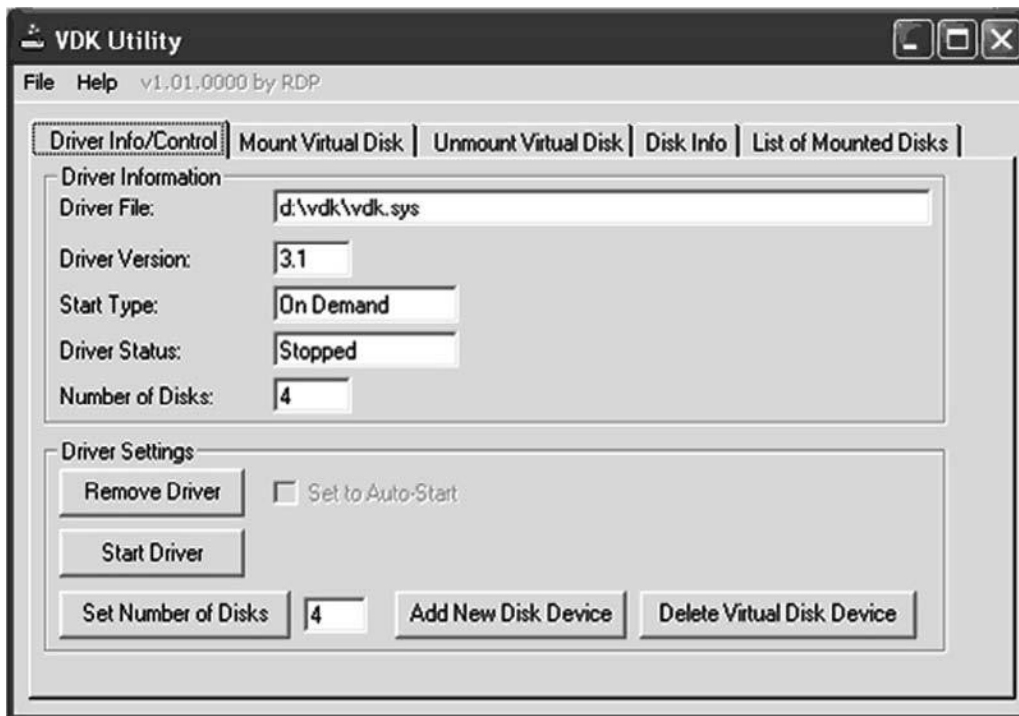 VDK Utility
File Help v1.01.0000 by RDP
Driver Info/Control Mount Virtual Disk Unmount Virtual Disk Disk Info List of Mounted Disks
Driver Information
Driver File: d:\vdk\vdk.sys
Driver Version: 3.1
Start Type: On Demand
Driver Status: Stopped
Number of Disks: 4
Driver Settings
Remove Driver Set to Auto-Start
Start Driver
Set Number of Disks 4 Add New Disk Device Delete Virtual Disk Device